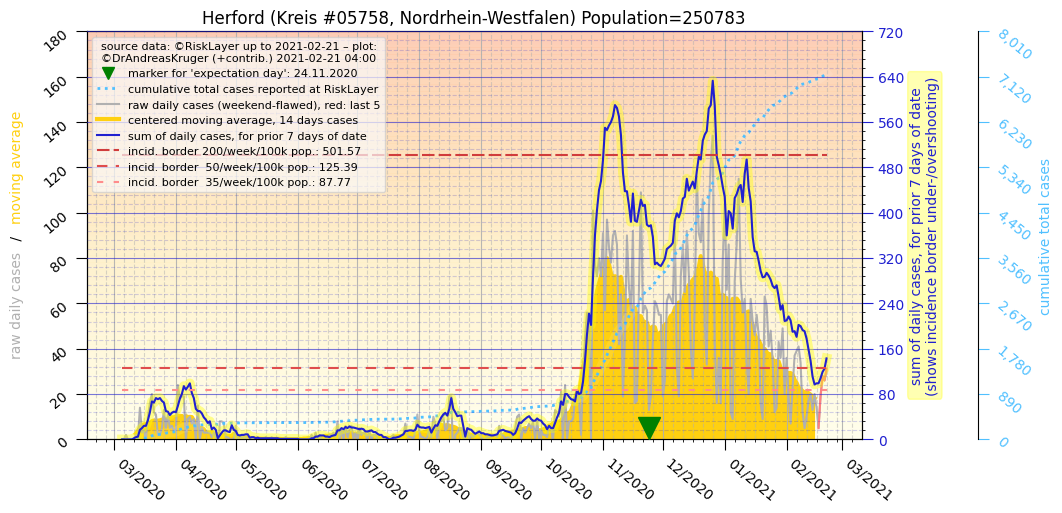 Herford (Kreis #05758, Nordrhein-Westfalen) Population=250783
source data: ©RiskLayer up to 2021-02-21 – plot:
©DrAndreasKruger (+contrib.) 2021-02-21 04:00
marker for 'expectation day': 24.11.2020
cumulative total cases reported at RiskLayer
raw daily cases (weekend-flawed), red: last 5
centered moving average, 14 days cases
sum of daily cases, for prior 7 days of date
incid. border 200/week/100k pop.: 501.57
incid. border  50/week/100k pop.: 125.39
incid. border  35/week/100k pop.: 87.77
raw daily cases / moving average
180
160
140
120
100
80
60
40
20
0
03/2020
04/2020
05/2020
06/2020
07/2020
08/2020
09/2020
10/2020
11/2020
12/2020
01/2021
02/2021
03/2021
720
640
560
480
400
320
240
160
80
0
sum of daily cases, for prior 7 days of date
(shows incidence border under-/overshooting)
8,010
7,120
6,230
5,340
4,450
3,560
2,670
1,780
890
0
cumulative total cases